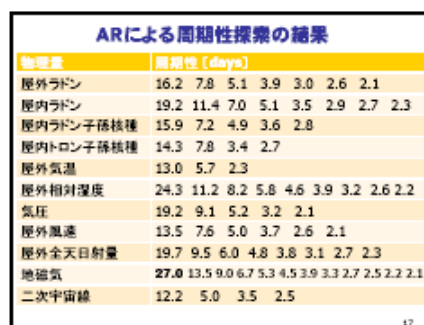 ARによる周期性探索の結果
物理量 周期性 [days]
屋外ラドン 16.2 7.8 5.1 3.9 3.0 2.6 2.1
屋内ラドン 19.2 11.4 7.0 5.1 3.5 2.9 2.7 2.3
屋内ラドン子孫核種 15.9 7.2 4.9 3.6 2.8
屋内トロン子孫核種 14.3 7.8 3.4 2.7
屋外気温 13.0 5.7 2.3
屋外相対湿度 24.3 11.2 8.2 5.8 4.6 3.9 3.2 2.6 2.2
気圧 19.2 9.1 5.2 3.2 2.1
屋外風速 13.5 7.6 5.0 3.7 2.6 2.1
屋外全天日射量 19.7 9.5 6.0 4.8 3.8 3.1 2.7 2.3
地磁気 27.0 13.5 9.0 6.7 5.3 4.5 3.9 3.3 2.7 2.5 2.2 2.1
二次宇宙線 12.2 5.0 3.5 2.5
17